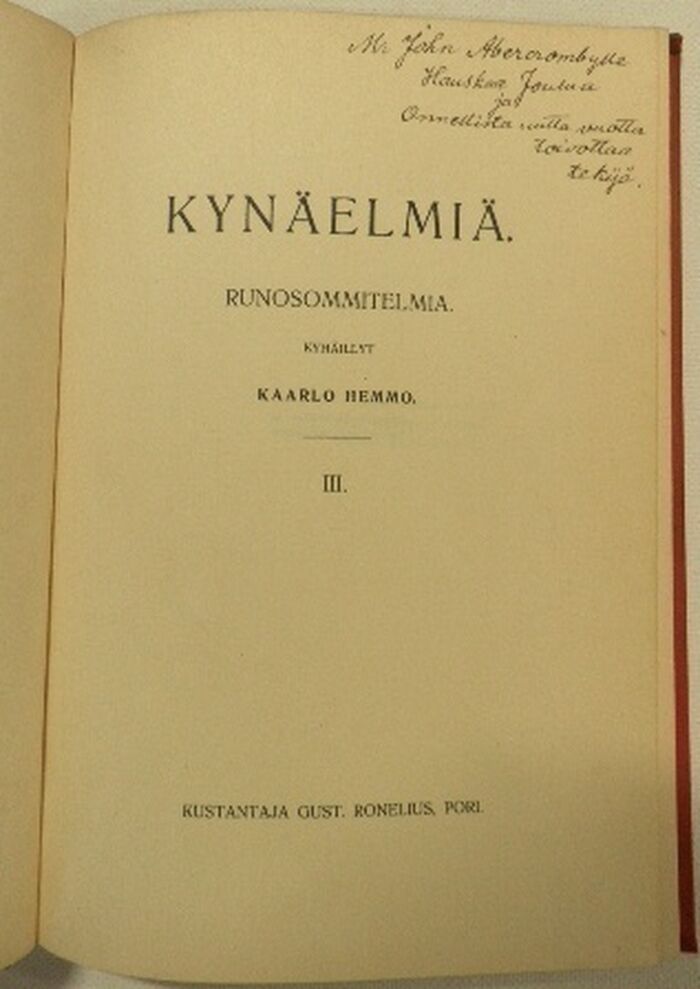 Mr John Abercrombylle
Hauskaa Joulua
ja
Onnellista uutta vuotta
toivottaa
tekijä.
KYNÄELMIÄ.
RUNOSOMMITELMIA.
KYHÄILLYT
KAARLO HEMMO.
III.
KUSTANTAJA GUST. RONELIUS, PORI.